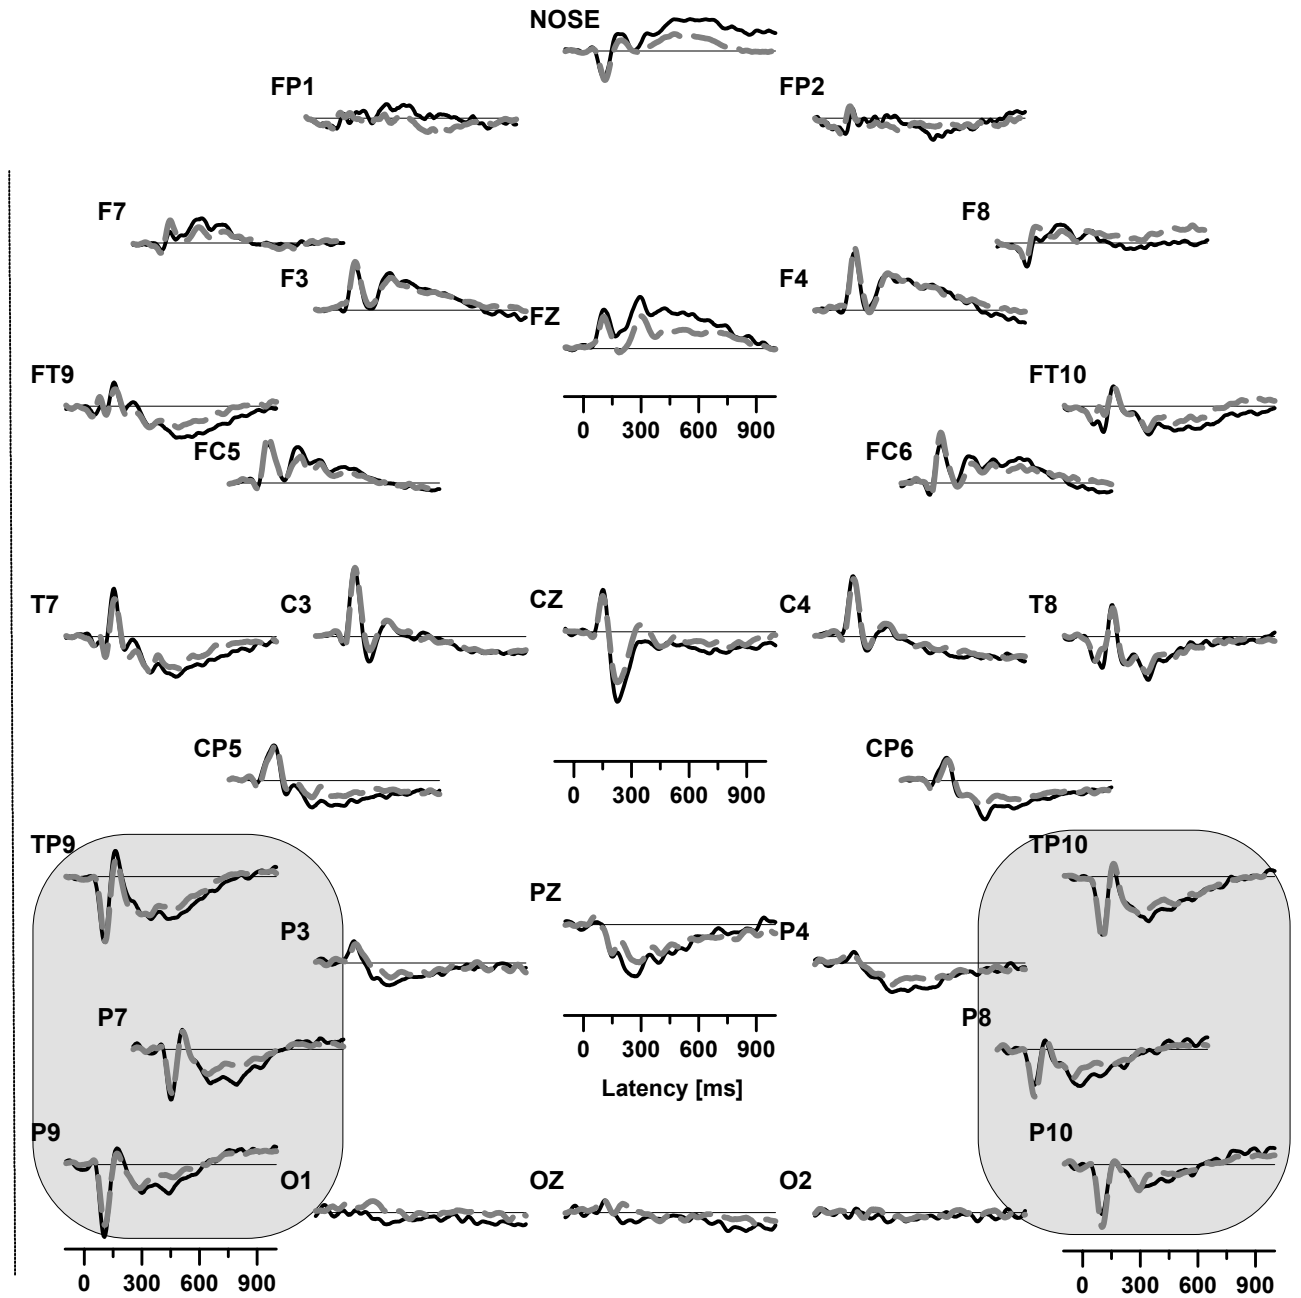 NOSE
FP1 FP2
F7 F8
F3 F4
FZ
FT9 FT10
0 300 600 900
FC5 FC6
T7 C3 CZ C4 T8
CP5 CP6
0 300 600 900
TP9 TP10
PZ
P3 P4
P7 P8
0 300 600 900
Latency [ms]
P9 P10
O1 OZ O2
0 300 600 900 0 300 600 900